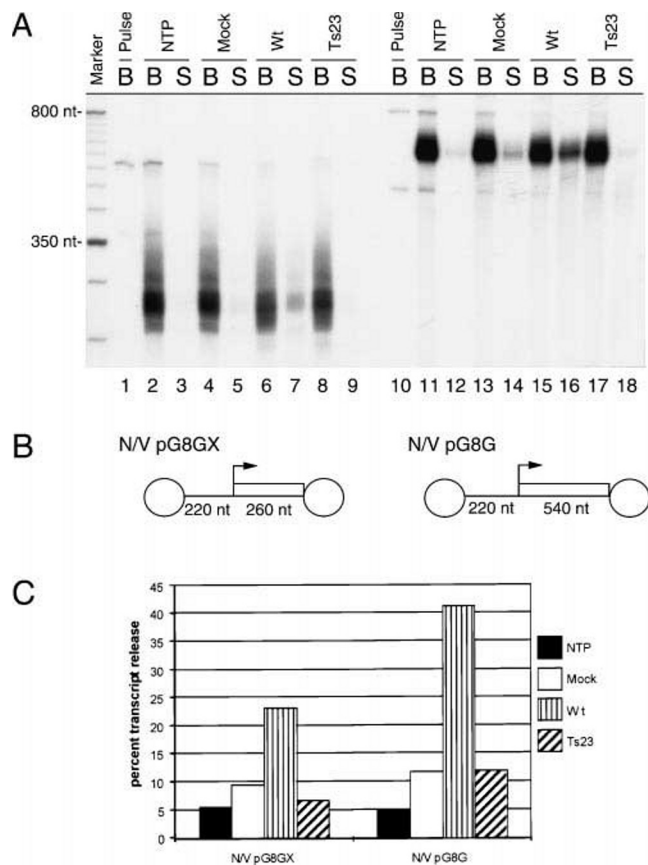 A
Marker Pulse NTP Mock Wt Ts23 Pulse NTP Mock Wt Ts23
B B S B S B S B S B B S B S B S B S
800 nt-
350 nt-
1 2 3 4 5 6 7 8 9 10 11 12 13 14 15 16 17 18
B
N/V pG8GX N/V pG8G
220 nt 260 nt 220 nt 540 nt
C
percent transcript release
45
40
35
30
25
20
15
10
5
0
NTP
Mock
Wt
Ts23
N/V pG8GX N/V pG8G